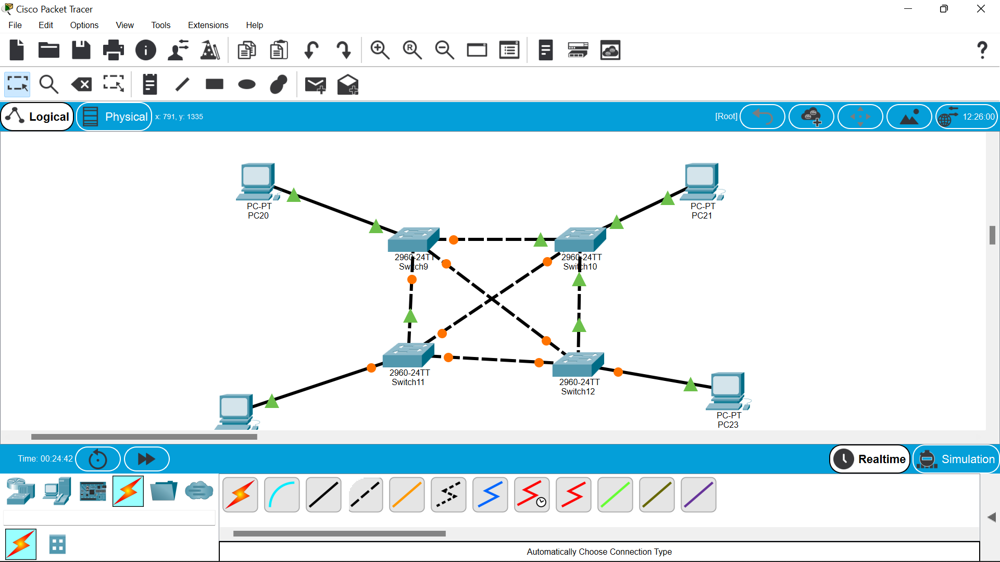 Cisco Packet Tracer
File Edit Options View Tools Extensions Help
Logical Physical x: 791, y: 1335 [Root] 12:26:00
PC-PT
PC20
PC-PT
PC21
2960-24TT
Switch9
2960-24TT
Switch10
2960-24TT
Switch11
2960-24TT
Switch12
PC-PT
PC23
Time: 00:24:42 Realtime Simulation
Automatically Choose Connection Type